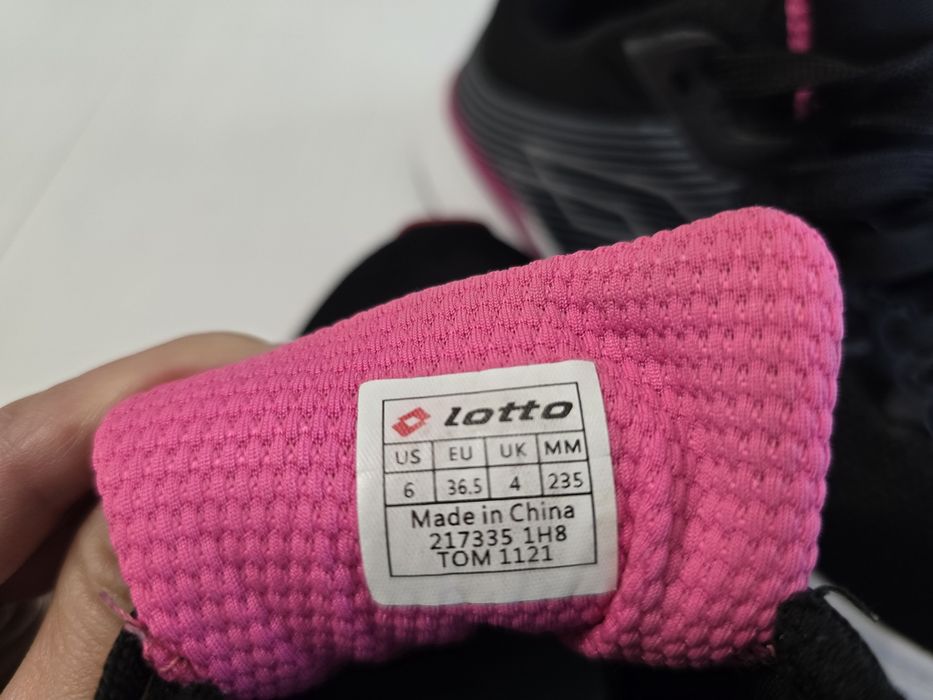 lotto
US EU UK MM
6 36.5 4 235
Made in China
217335 1H8
TOM 1121